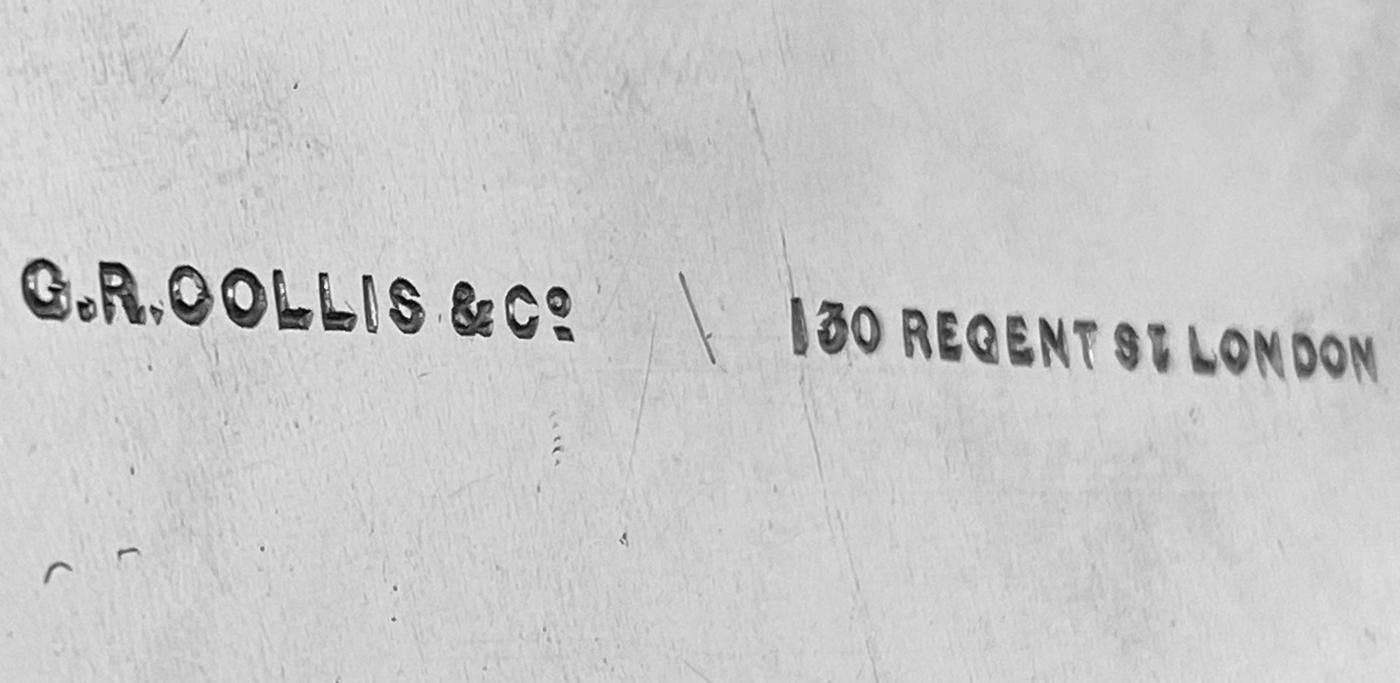 G.R.COLLIS & Cº 130 REGENT ST LONDON